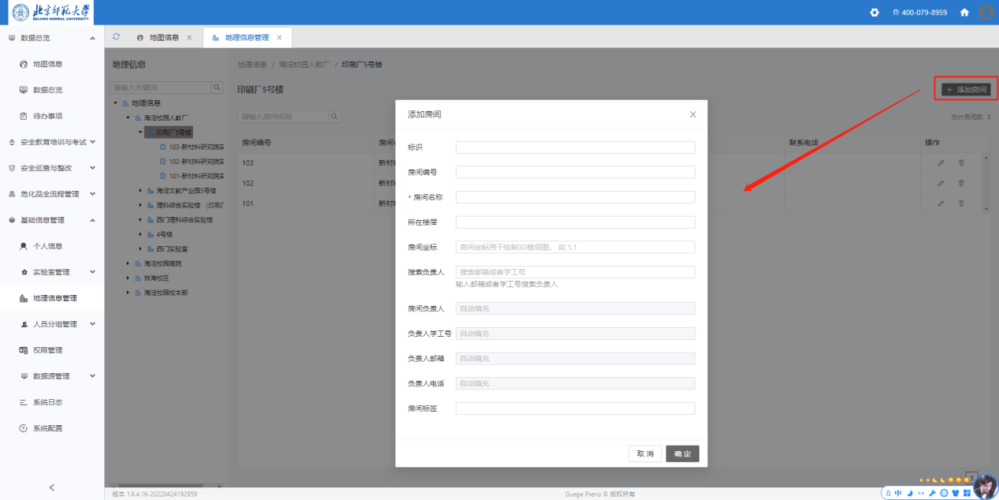 北京师范大学
BEIJING NORMAL UNIVERSITY
400-079-8959
数据总览
地图信息
数据总览
待办事项
安全教育培训与考试
安全巡查与整改
危化品全流程管理
基础信息管理
个人信息
实验室管理
地理信息管理
人员分组管理
权限管理
数据源管理
系统日志
系统配置
地图信息
地理信息管理
地理信息
请输入关键词
地理信息
海淀校园人教厂
印刷厂5号楼
103-新材料研究院实
102-新材料研究院实
101-新材料研究院实
海淀文教产业园5号楼
理科综合实验楼 （印刷厂
西门理科综合实验楼
4号楼
西门实验室
海淀校园南院
珠海校区
海淀校园校本部
地理信息 / 海淀校园人教厂 / 印刷厂5号楼
印刷厂5号楼
+ 添加房间
请输入房间名称
总计房间数: 3
房间编号
联系电话
操作
103
102
101
添加房间
标识
房间编号
* 房间名称
所在楼层
房间坐标
房间坐标用于绘制3D楼层图， 如 1,1
搜索负责人
搜索邮箱或者学工号
输入邮箱或者学工号搜索负责人
房间负责人
自动填充
负责人学工号
自动填充
负责人邮箱
自动填充
负责人电话
自动填充
房间标签
取 消
确 定
版本 1.6.4.16-20220424192959
Guege Preno © 版权所有
1
中